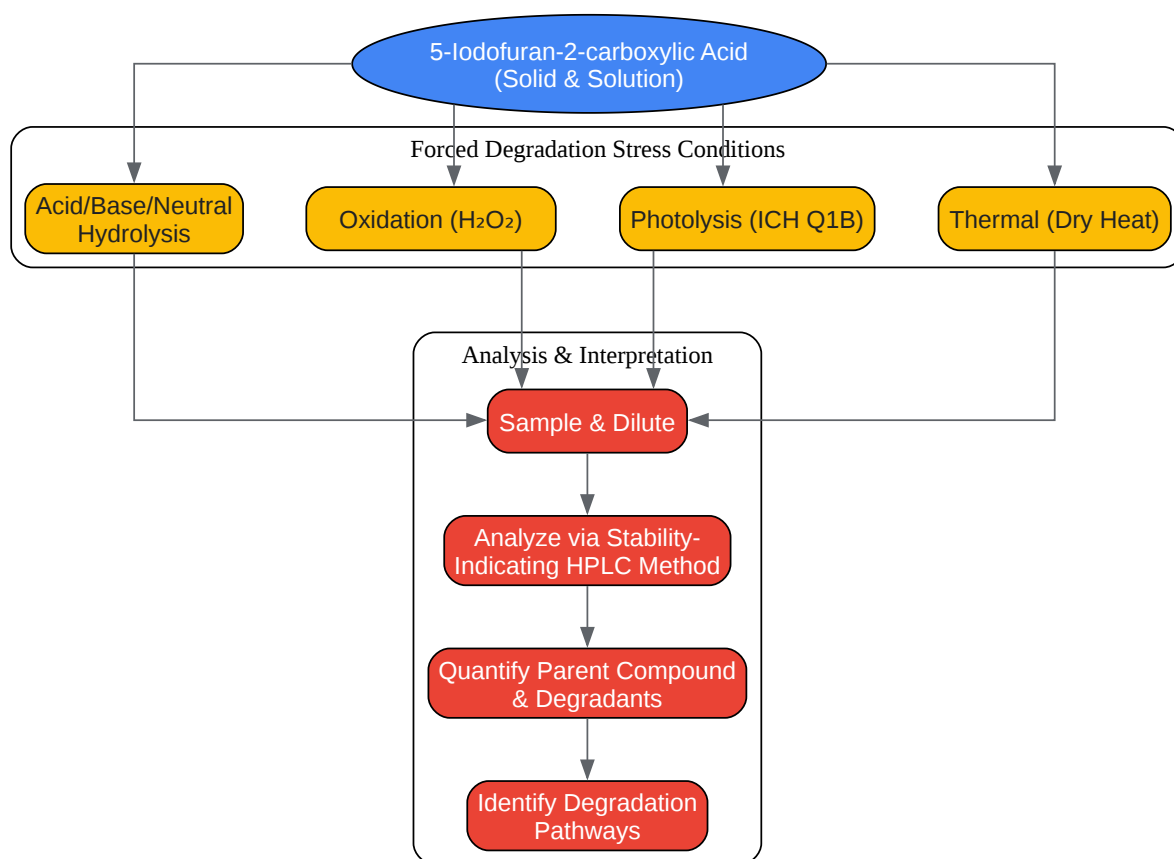 5-Iodofuran-2-carboxylic Acid
(Solid & Solution)
Forced Degradation Stress Conditions
Acid/Base/Neutral
Hydrolysis
Oxidation (H₂O₂)
Photolysis (ICH Q1B)
Thermal (Dry Heat)
Analysis & Interpretation
Sample & Dilute
Analyze via Stability-
Indicating HPLC Method
Quantify Parent Compound
& Degradants
Identify Degradation
Pathways